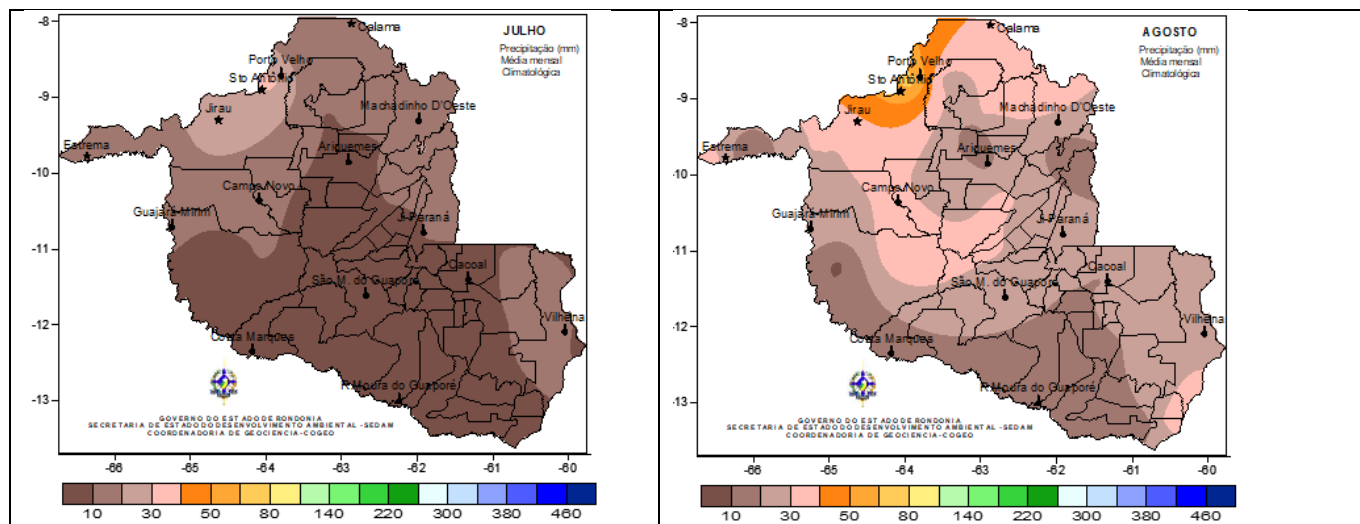 JULHO
Precipitação (mm)
Média mensal
Climatológica
-8
-9
-10
-11
-12
-13
Calama
Porto Velho
Sto Antônio
Jirau
Machadinho D'Oeste
Estrema
Ariquemes
Campo Novo
Guajará-Mirim
Ji-Paraná
Cacoal
São M. do Guaporé
Vilhena
Costa Marques
R.Moura do Guaporé
GOVERNO DO ESTADO DE RONDONIA
SECRETARIA DE ESTADO DO DESENVOLVIMENTO AMBIENTAL -SEDAM
COORDENADORIA DE GEOCIENCIA-COGEO
-66 -65 -64 -63 -62 -61 -60
10 30 50 80 140 220 300 380 460
AGOSTO
Precipitação (mm)
Média mensal
Climatológica
-8
-9
-10
-11
-12
-13
Calama
Porto Velho
Sto Antônio
Jirau
Machadinho D'Oeste
Estrema
Ariquemes
Campo Novo
Guajará-Mirim
Ji-Paraná
Cacoal
São M. do Guaporé
Vilhena
Costa Marques
R.Moura do Guaporé
GOVERNO DO ESTADO DE RONDONIA
SECRETARIA DE ESTADO DO DESENVOLVIMENTO AMBIENTAL -SEDAM
COORDENADORIA DE GEOCIENCIA-COGEO
-66 -65 -64 -63 -62 -61 -60
10 30 50 80 140 220 300 380 460